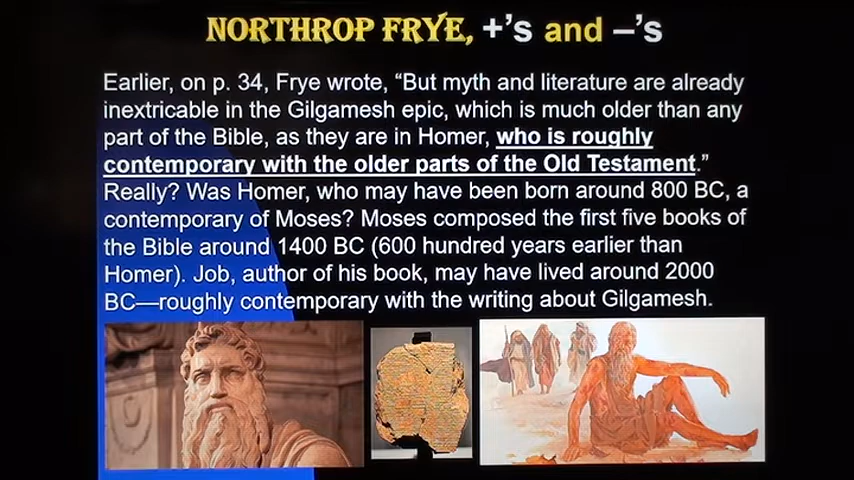 NORTHROP FRYE, +’s and –’s
Earlier, on p. 34, Frye wrote, “But myth and literature are already
inextricable in the Gilgamesh epic, which is much older than any
part of the Bible, as they are in Homer, who is roughly
contemporary with the older parts of the Old Testament.”
Really? Was Homer, who may have been born around 800 BC, a
contemporary of Moses? Moses composed the first five books of
the Bible around 1400 BC (600 hundred years earlier than
Homer). Job, author of his book, may have lived around 2000
BC—roughly contemporary with the writing about Gilgamesh.